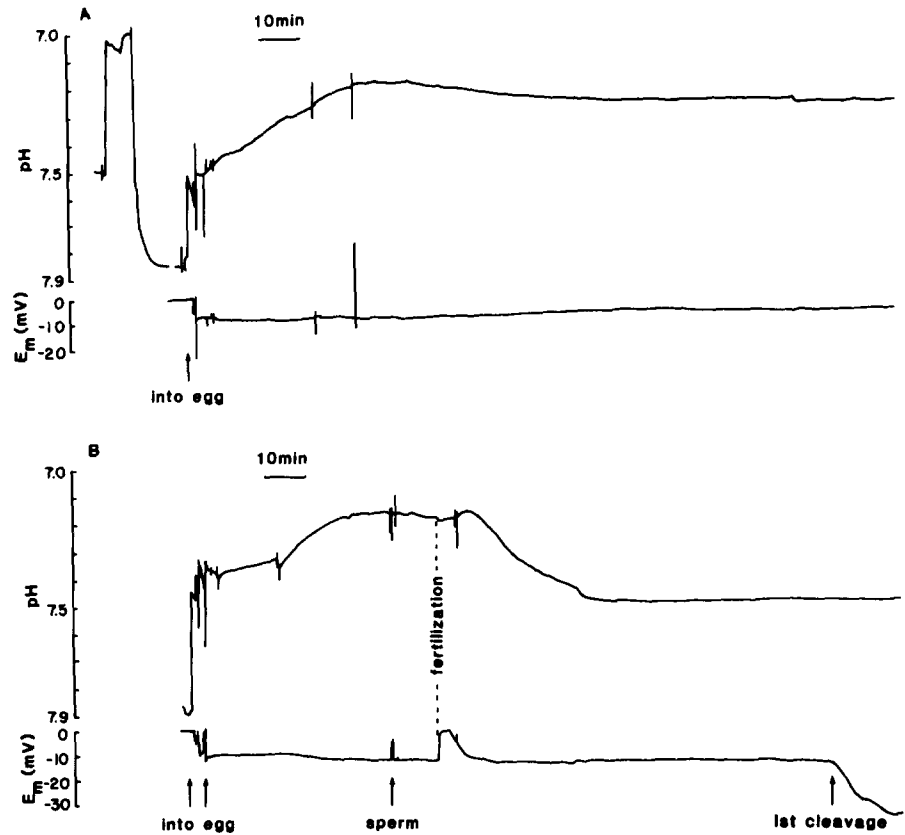 A
10min
7.0
pH
7.5
7.9
0
Em (mV)
-10
-20
into egg
B
10min
7.0
pH
7.5
fertilization
7.9
0
Em (mV)
-10
-20
-30
into egg
sperm
1st cleavage